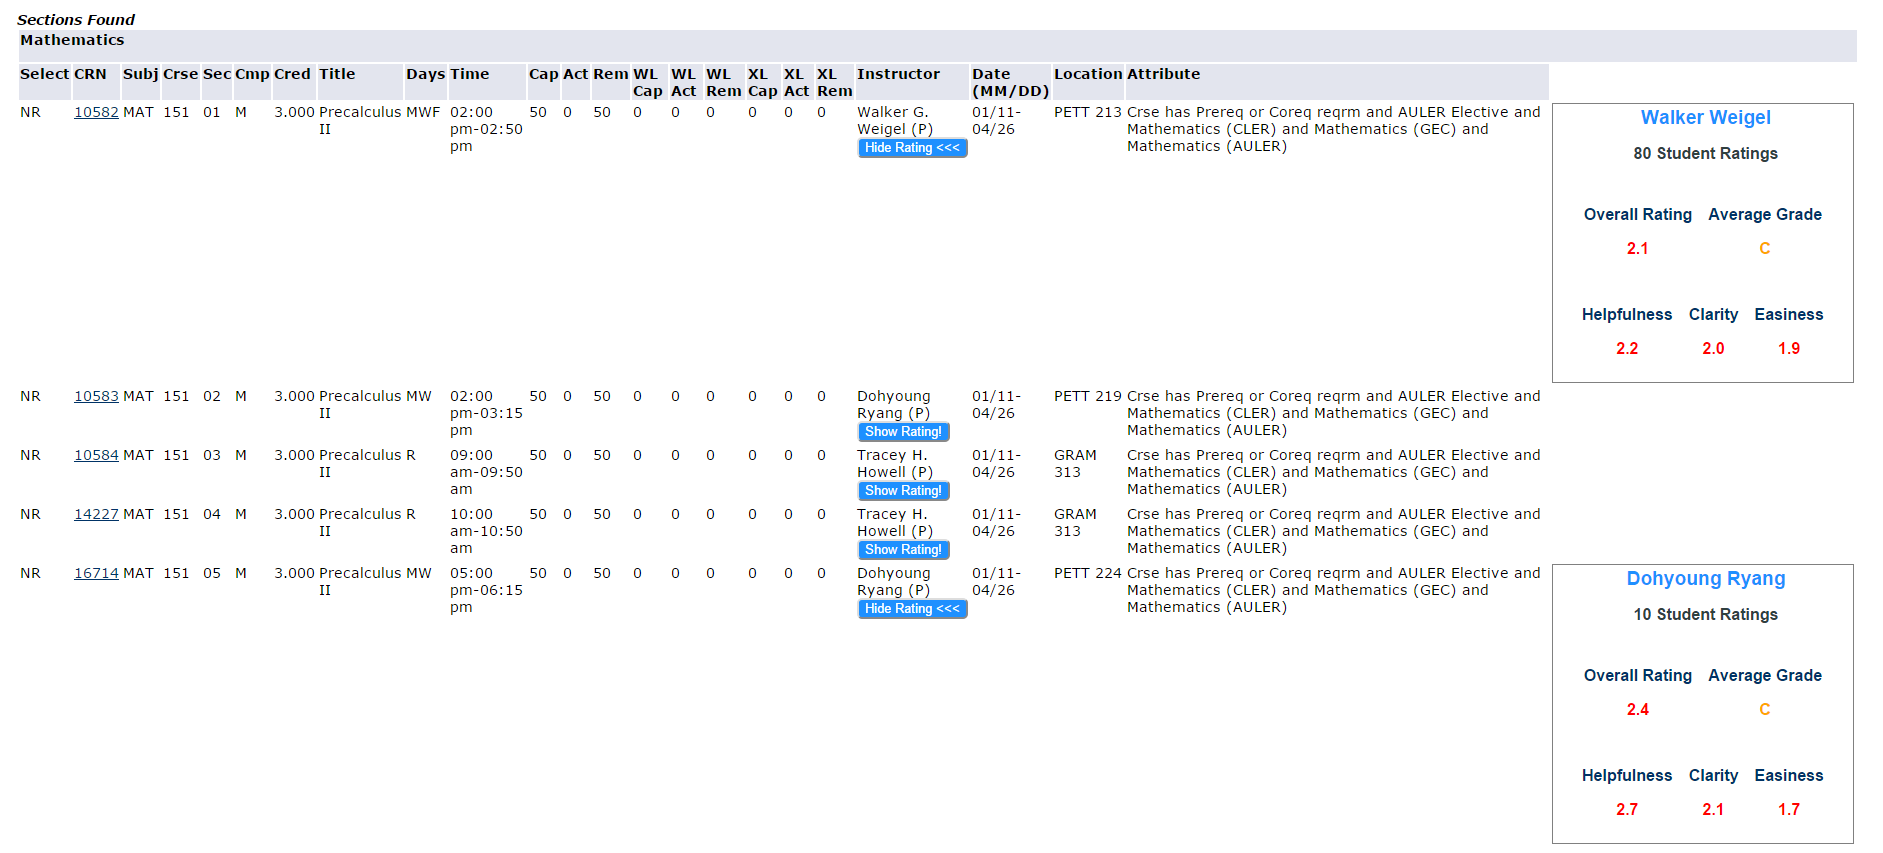 Sections Found
Mathematics
Select CRN Subj Crse Sec Cmp Cred Title Days Time Cap Act Rem WL Cap WL Act WL Rem XL Cap XL Act XL Rem Instructor Date (MM/DD) Location Attribute
NR 10582 MAT 151 01 M 3.000 Precalculus II MWF 02:00 pm-02:50 pm 50 0 50 0 0 0 0 0 0 Walker G. Weigel (P) 01/11-04/26 PETT 213 Crse has Prereq or Coreq reqrm and AULER Elective and Mathematics (CLER) and Mathematics (GEC) and Mathematics (AULER)
Hide Rating <<<
Walker Weigel
80 Student Ratings
Overall Rating Average Grade
2.1 C
Helpfulness Clarity Easiness
2.2 2.0 1.9
NR 10583 MAT 151 02 M 3.000 Precalculus II MW 02:00 pm-03:15 pm 50 0 50 0 0 0 0 0 0 Dohyoung Ryang (P) 01/11-04/26 PETT 219 Crse has Prereq or Coreq reqrm and AULER Elective and Mathematics (CLER) and Mathematics (GEC) and Mathematics (AULER)
Show Rating!
NR 10584 MAT 151 03 M 3.000 Precalculus II R 09:00 am-09:50 am 50 0 50 0 0 0 0 0 0 Tracey H. Howell (P) 01/11-04/26 GRAM 313 Crse has Prereq or Coreq reqrm and AULER Elective and Mathematics (CLER) and Mathematics (GEC) and Mathematics (AULER)
Show Rating!
NR 14227 MAT 151 04 M 3.000 Precalculus II R 10:00 am-10:50 am 50 0 50 0 0 0 0 0 0 Tracey H. Howell (P) 01/11-04/26 GRAM 313 Crse has Prereq or Coreq reqrm and AULER Elective and Mathematics (CLER) and Mathematics (GEC) and Mathematics (AULER)
Show Rating!
NR 16714 MAT 151 05 M 3.000 Precalculus II MW 05:00 pm-06:15 pm 50 0 50 0 0 0 0 0 0 Dohyoung Ryang (P) 01/11-04/26 PETT 224 Crse has Prereq or Coreq reqrm and AULER Elective and Mathematics (CLER) and Mathematics (GEC) and Mathematics (AULER)
Hide Rating <<<
Dohyoung Ryang
10 Student Ratings
Overall Rating Average Grade
2.4 C
Helpfulness Clarity Easiness
2.7 2.1 1.7